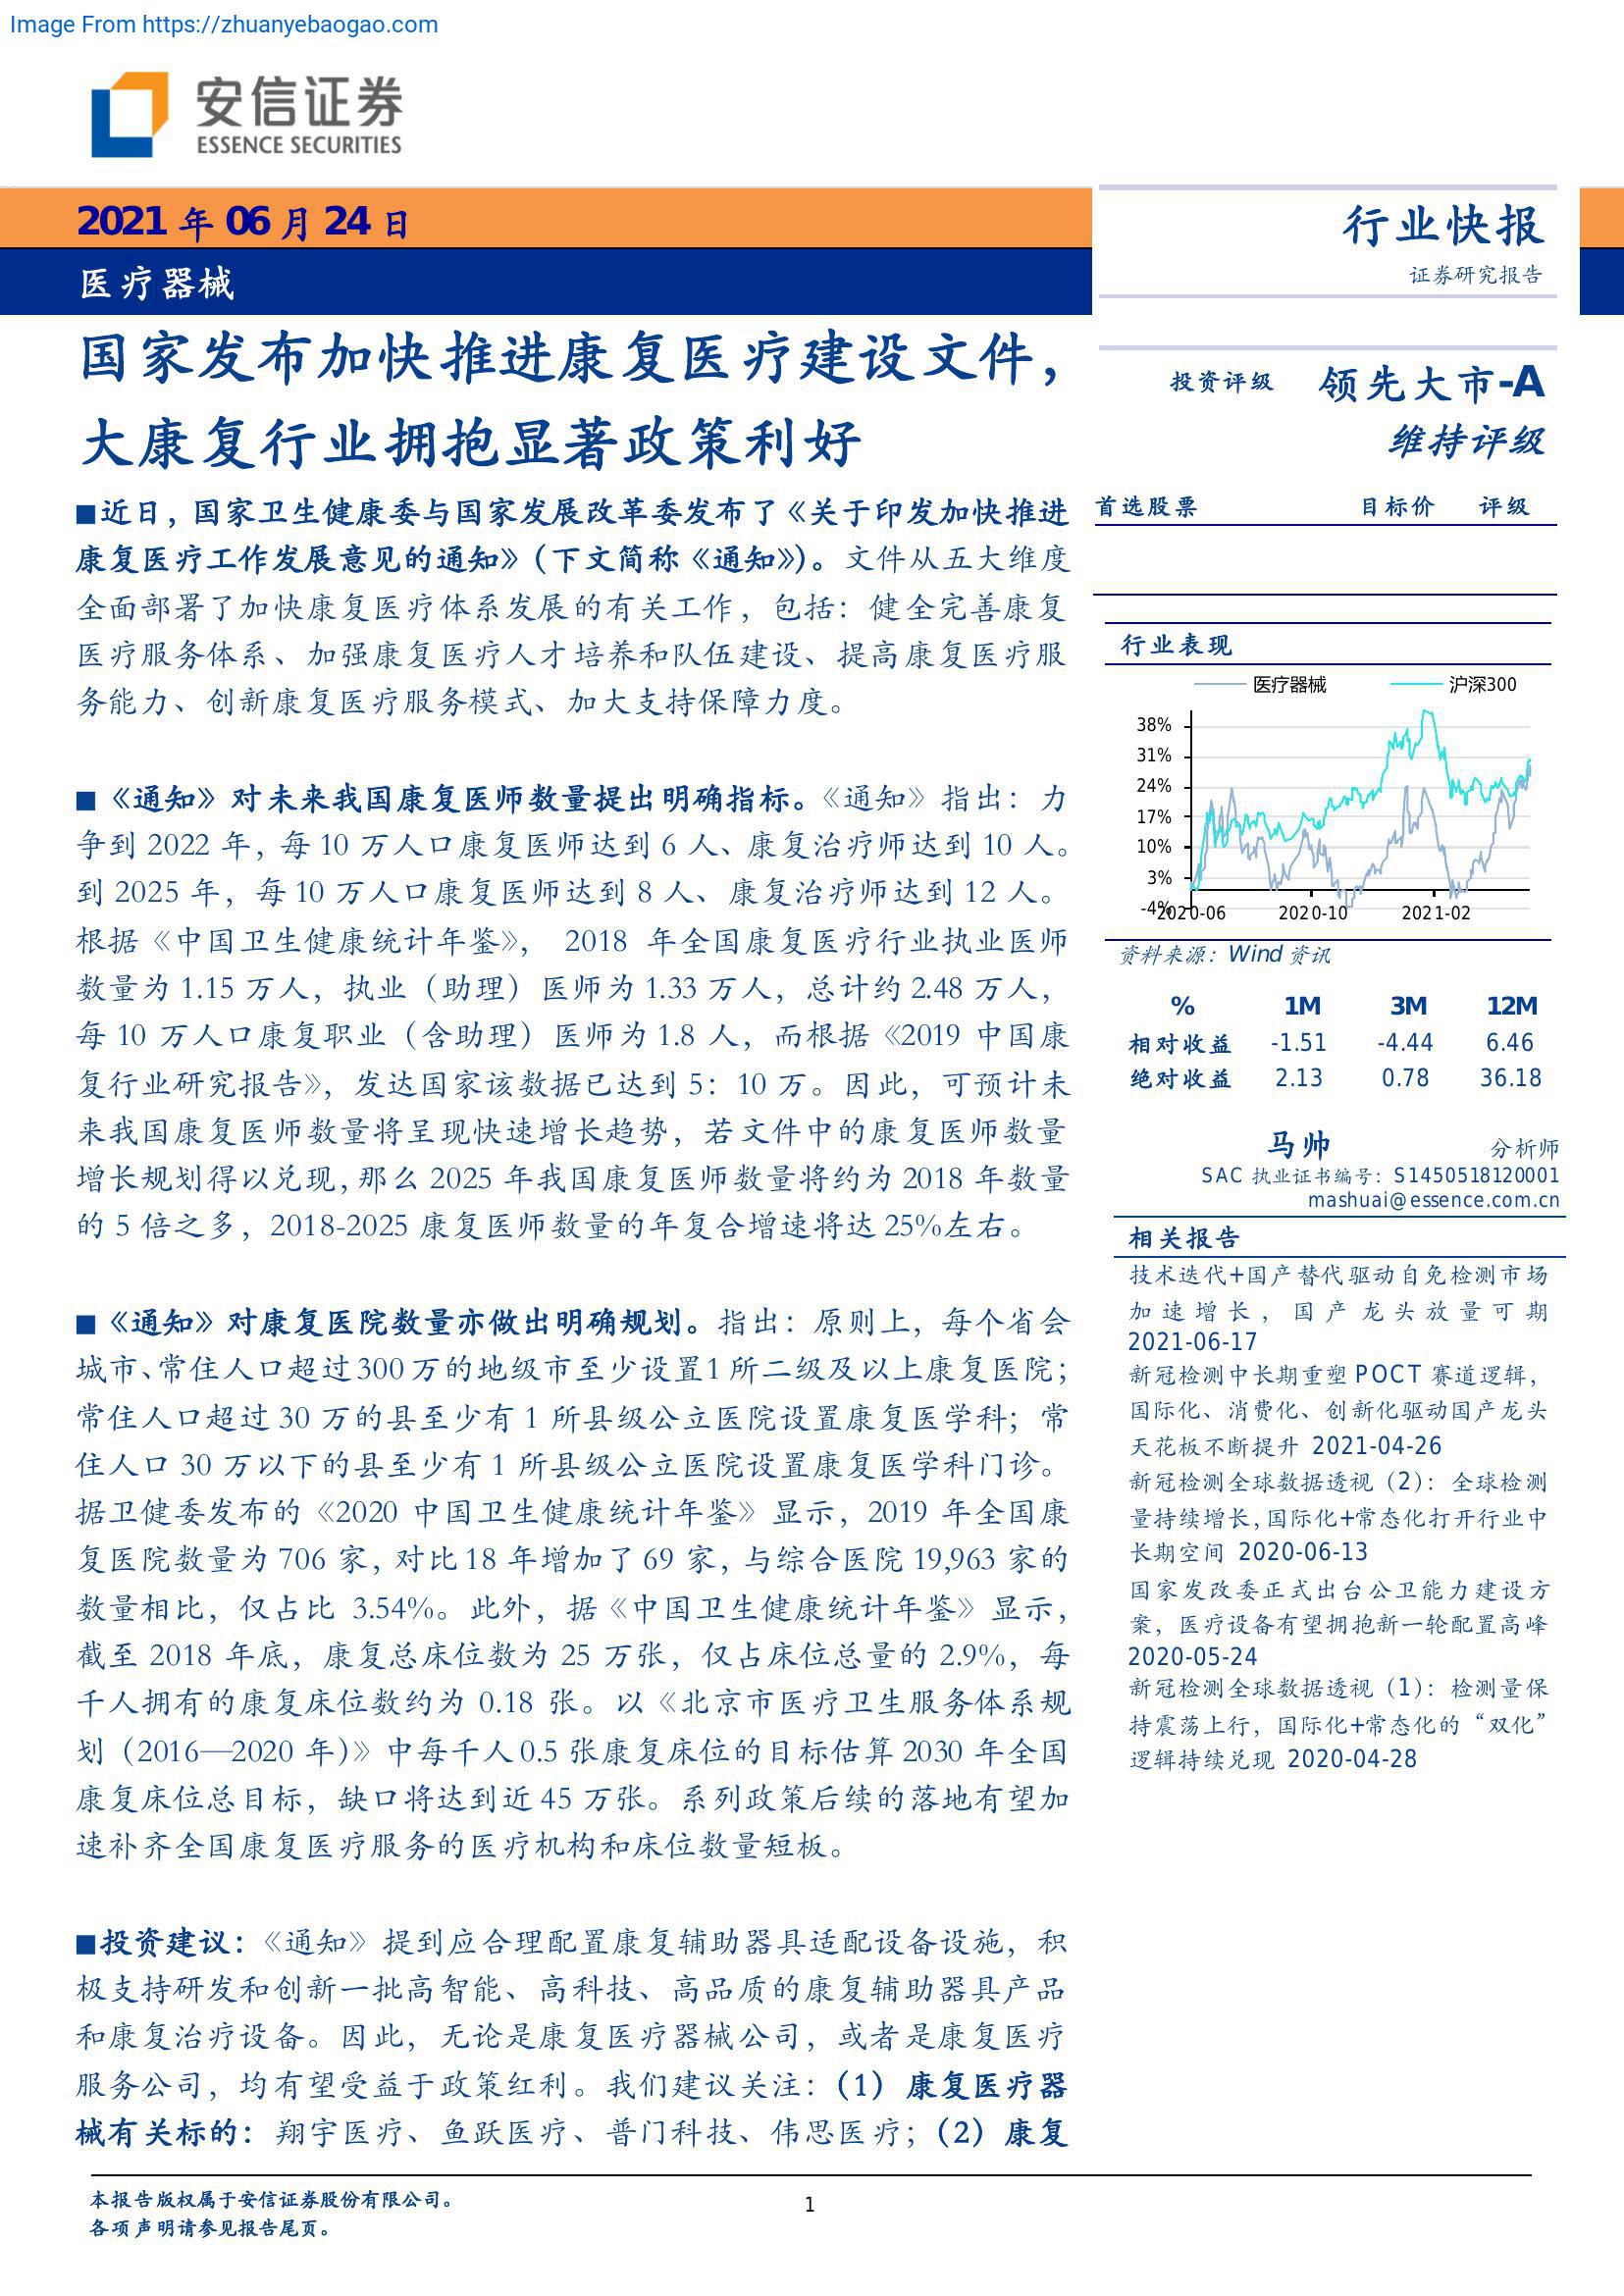 Image From https://zhuanyebaogao.com
安信证券
ESSENCE SECURITIES
2021 年 06 月 24 日
医疗器械
国家发布加快推进康复医疗建设文件，
大康复行业拥抱显著政策利好
■近日，国家卫生健康委与国家发展改革委发布了《关于印发加快推进
康复医疗工作发展意见的通知》（下文简称《通知》）。文件从五大维度
全面部署了加快康复医疗体系发展的有关工作，包括：健全完善康复
医疗服务体系、加强康复医疗人才培养和队伍建设、提高康复医疗服
务能力、创新康复医疗服务模式、加大支持保障力度。
■《通知》对未来我国康复医师数量提出明确指标。《通知》指出：力
争到 2022 年，每 10 万人口康复医师达到 6 人、康复治疗师达到 10 人。
到 2025 年，每 10 万人口康复医师达到 8 人、康复治疗师达到 12 人。
根据《中国卫生健康统计年鉴》， 2018 年全国康复医疗行业执业医师
数量为 1.15 万人，执业（助理）医师为 1.33 万人，总计约 2.48 万人，
每 10 万人口康复职业（含助理）医师为 1.8 人，而根据《2019 中国康
复行业研究报告》，发达国家该数据已达到 5：10 万。因此，可预计未
来我国康复医师数量将呈现快速增长趋势，若文件中的康复医师数量
增长规划得以兑现，那么 2025 年我国康复医师数量将约为 2018 年数量
的 5 倍之多，2018-2025 康复医师数量的年复合增速将达 25%左右。
■《通知》对康复医院数量亦做出明确规划。指出：原则上，每个省会
城市、常住人口超过 300 万的地级市至少设置 1 所二级及以上康复医院；
常住人口超过 30 万的县至少有 1 所县级公立医院设置康复医学科；常
住人口 30 万以下的县至少有 1 所县级公立医院设置康复医学科门诊。
据卫健委发布的《2020 中国卫生健康统计年鉴》显示，2019 年全国康
复医院数量为 706 家，对比 18 年增加了 69 家，与综合医院 19,963 家的
数量相比，仅占比 3.54%。此外，据《中国卫生健康统计年鉴》显示，
截至 2018 年底，康复总床位数为 25 万张，仅占床位总量的 2.9%，每
千人拥有的康复床位数约为 0.18 张。以《北京市医疗卫生服务体系规
划（2016—2020 年）》中每千人 0.5 张康复床位的目标估算 2030 年全国
康复床位总目标，缺口将达到近 45 万张。系列政策后续的落地有望加
速补齐全国康复医疗服务的医疗机构和床位数量短板。
■投资建议：《通知》提到应合理配置康复辅助器具适配设备设施，积
极支持研发和创新一批高智能、高科技、高品质的康复辅助器具产品
和康复治疗设备。因此，无论是康复医疗器械公司，或者是康复医疗
服务公司，均有望受益于政策红利。我们建议关注：（1）康复医疗器
械有关标的：翔宇医疗、鱼跃医疗、普门科技、伟思医疗；（2）康复
行业快报
证券研究报告
投资评级 领先大市-A
维持评级
首选股票 目标价 评级
行业表现
医疗器械 沪深300
38%
31%
24%
17%
10%
3%
-4%
2020-06 2020-10 2021-02
资料来源：Wind 资讯
% 1M 3M 12M
相对收益 -1.51 -4.44 6.46
绝对收益 2.13 0.78 36.18
马帅 分析师
SAC 执业证书编号：S1450518120001
mashuai@essence.com.cn
相关报告
技术迭代+国产替代驱动自免检测市场
加速增长，国产龙头放量可期
2021-06-17
新冠检测中长期重塑 POCT 赛道逻辑，
国际化、消费化、创新化驱动国产龙头
天花板不断提升 2021-04-26
新冠检测全球数据透视（2）：全球检测
量持续增长，国际化+常态化打开行业中
长期空间 2020-06-13
国家发改委正式出台公卫能力建设方
案，医疗设备有望拥抱新一轮配置高峰
2020-05-24
新冠检测全球数据透视（1）：检测量保
持震荡上行，国际化+常态化的“双化”
逻辑持续兑现 2020-04-28
本报告版权属于安信证券股份有限公司。
各项声明请参见报告尾页。
1